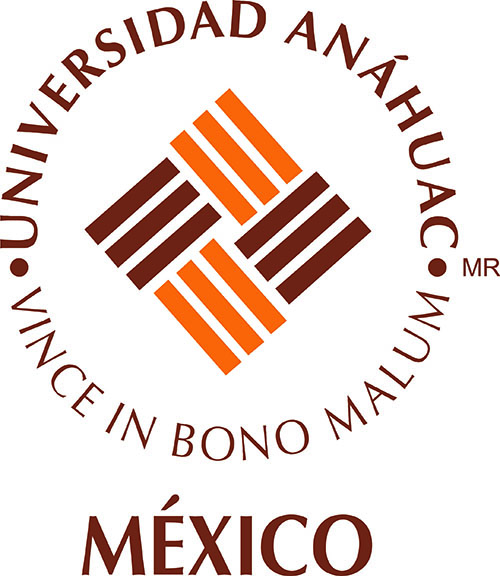 UNIVERSIDAD ANÁHUAC
MR
VINCE IN BONO MALUM
MÉXICO